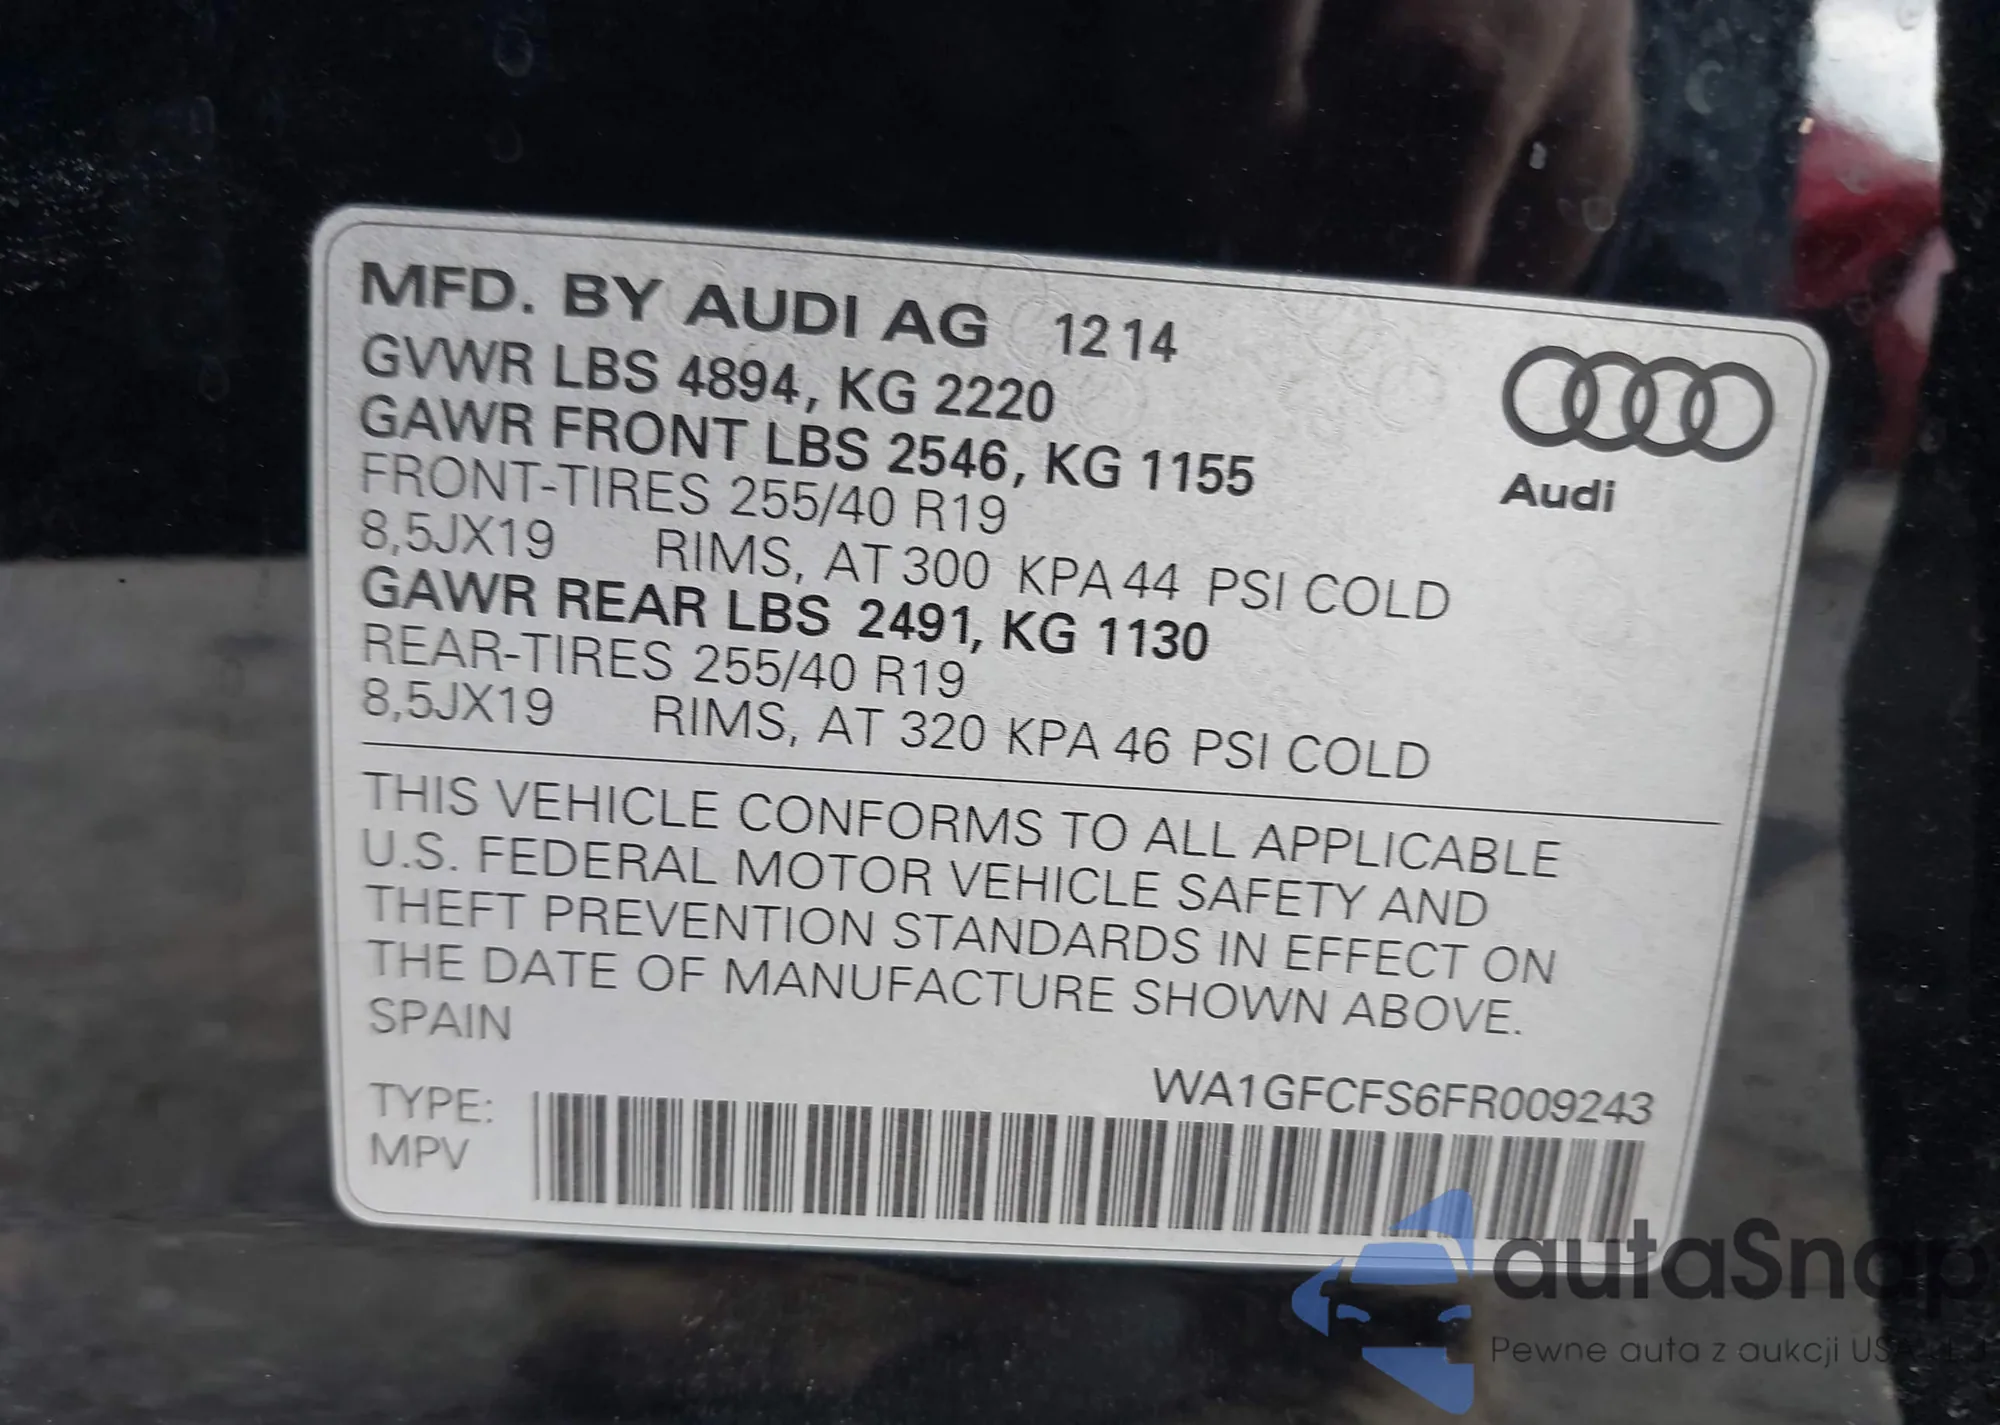 MFD. BY AUDI AG 12 14
GVWR LBS 4894, KG 2220
GAWR FRONT LBS 2546, KG 1155
FRONT-TIRES 255/40 R19
8,5JX19 RIMS, AT 300 KPA 44 PSI COLD
GAWR REAR LBS 2491, KG 1130
REAR-TIRES 255/40 R19
8,5JX19 RIMS, AT 320 KPA 46 PSI COLD
Audi
THIS VEHICLE CONFORMS TO ALL APPLICABLE
U.S. FEDERAL MOTOR VEHICLE SAFETY AND
THEFT PREVENTION STANDARDS IN EFFECT ON
THE DATE OF MANUFACTURE SHOWN ABOVE.
SPAIN
WA1GFCFS6FR009243
TYPE:
MPV
autaSnap
Pewne auta z aukcji